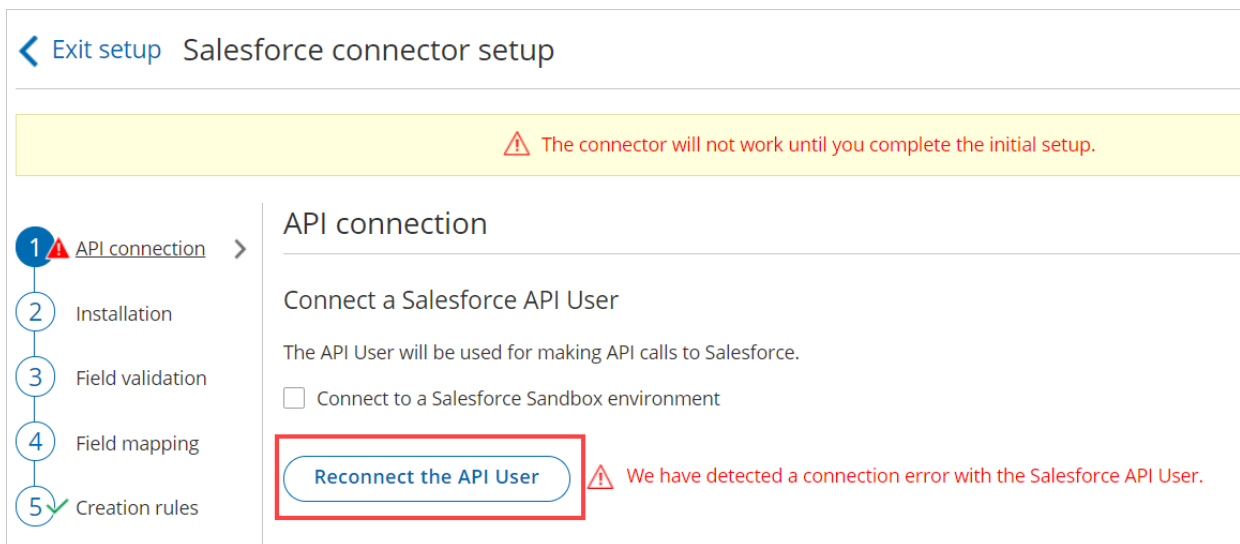 Exit setup Salesforce connector setup
The connector will not work until you complete the initial setup.
1 API connection
2 Installation
3 Field validation
4 Field mapping
5 Creation rules
API connection
Connect a Salesforce API User
The API User will be used for making API calls to Salesforce.
Connect to a Salesforce Sandbox environment
Reconnect the API User We have detected a connection error with the Salesforce API User.